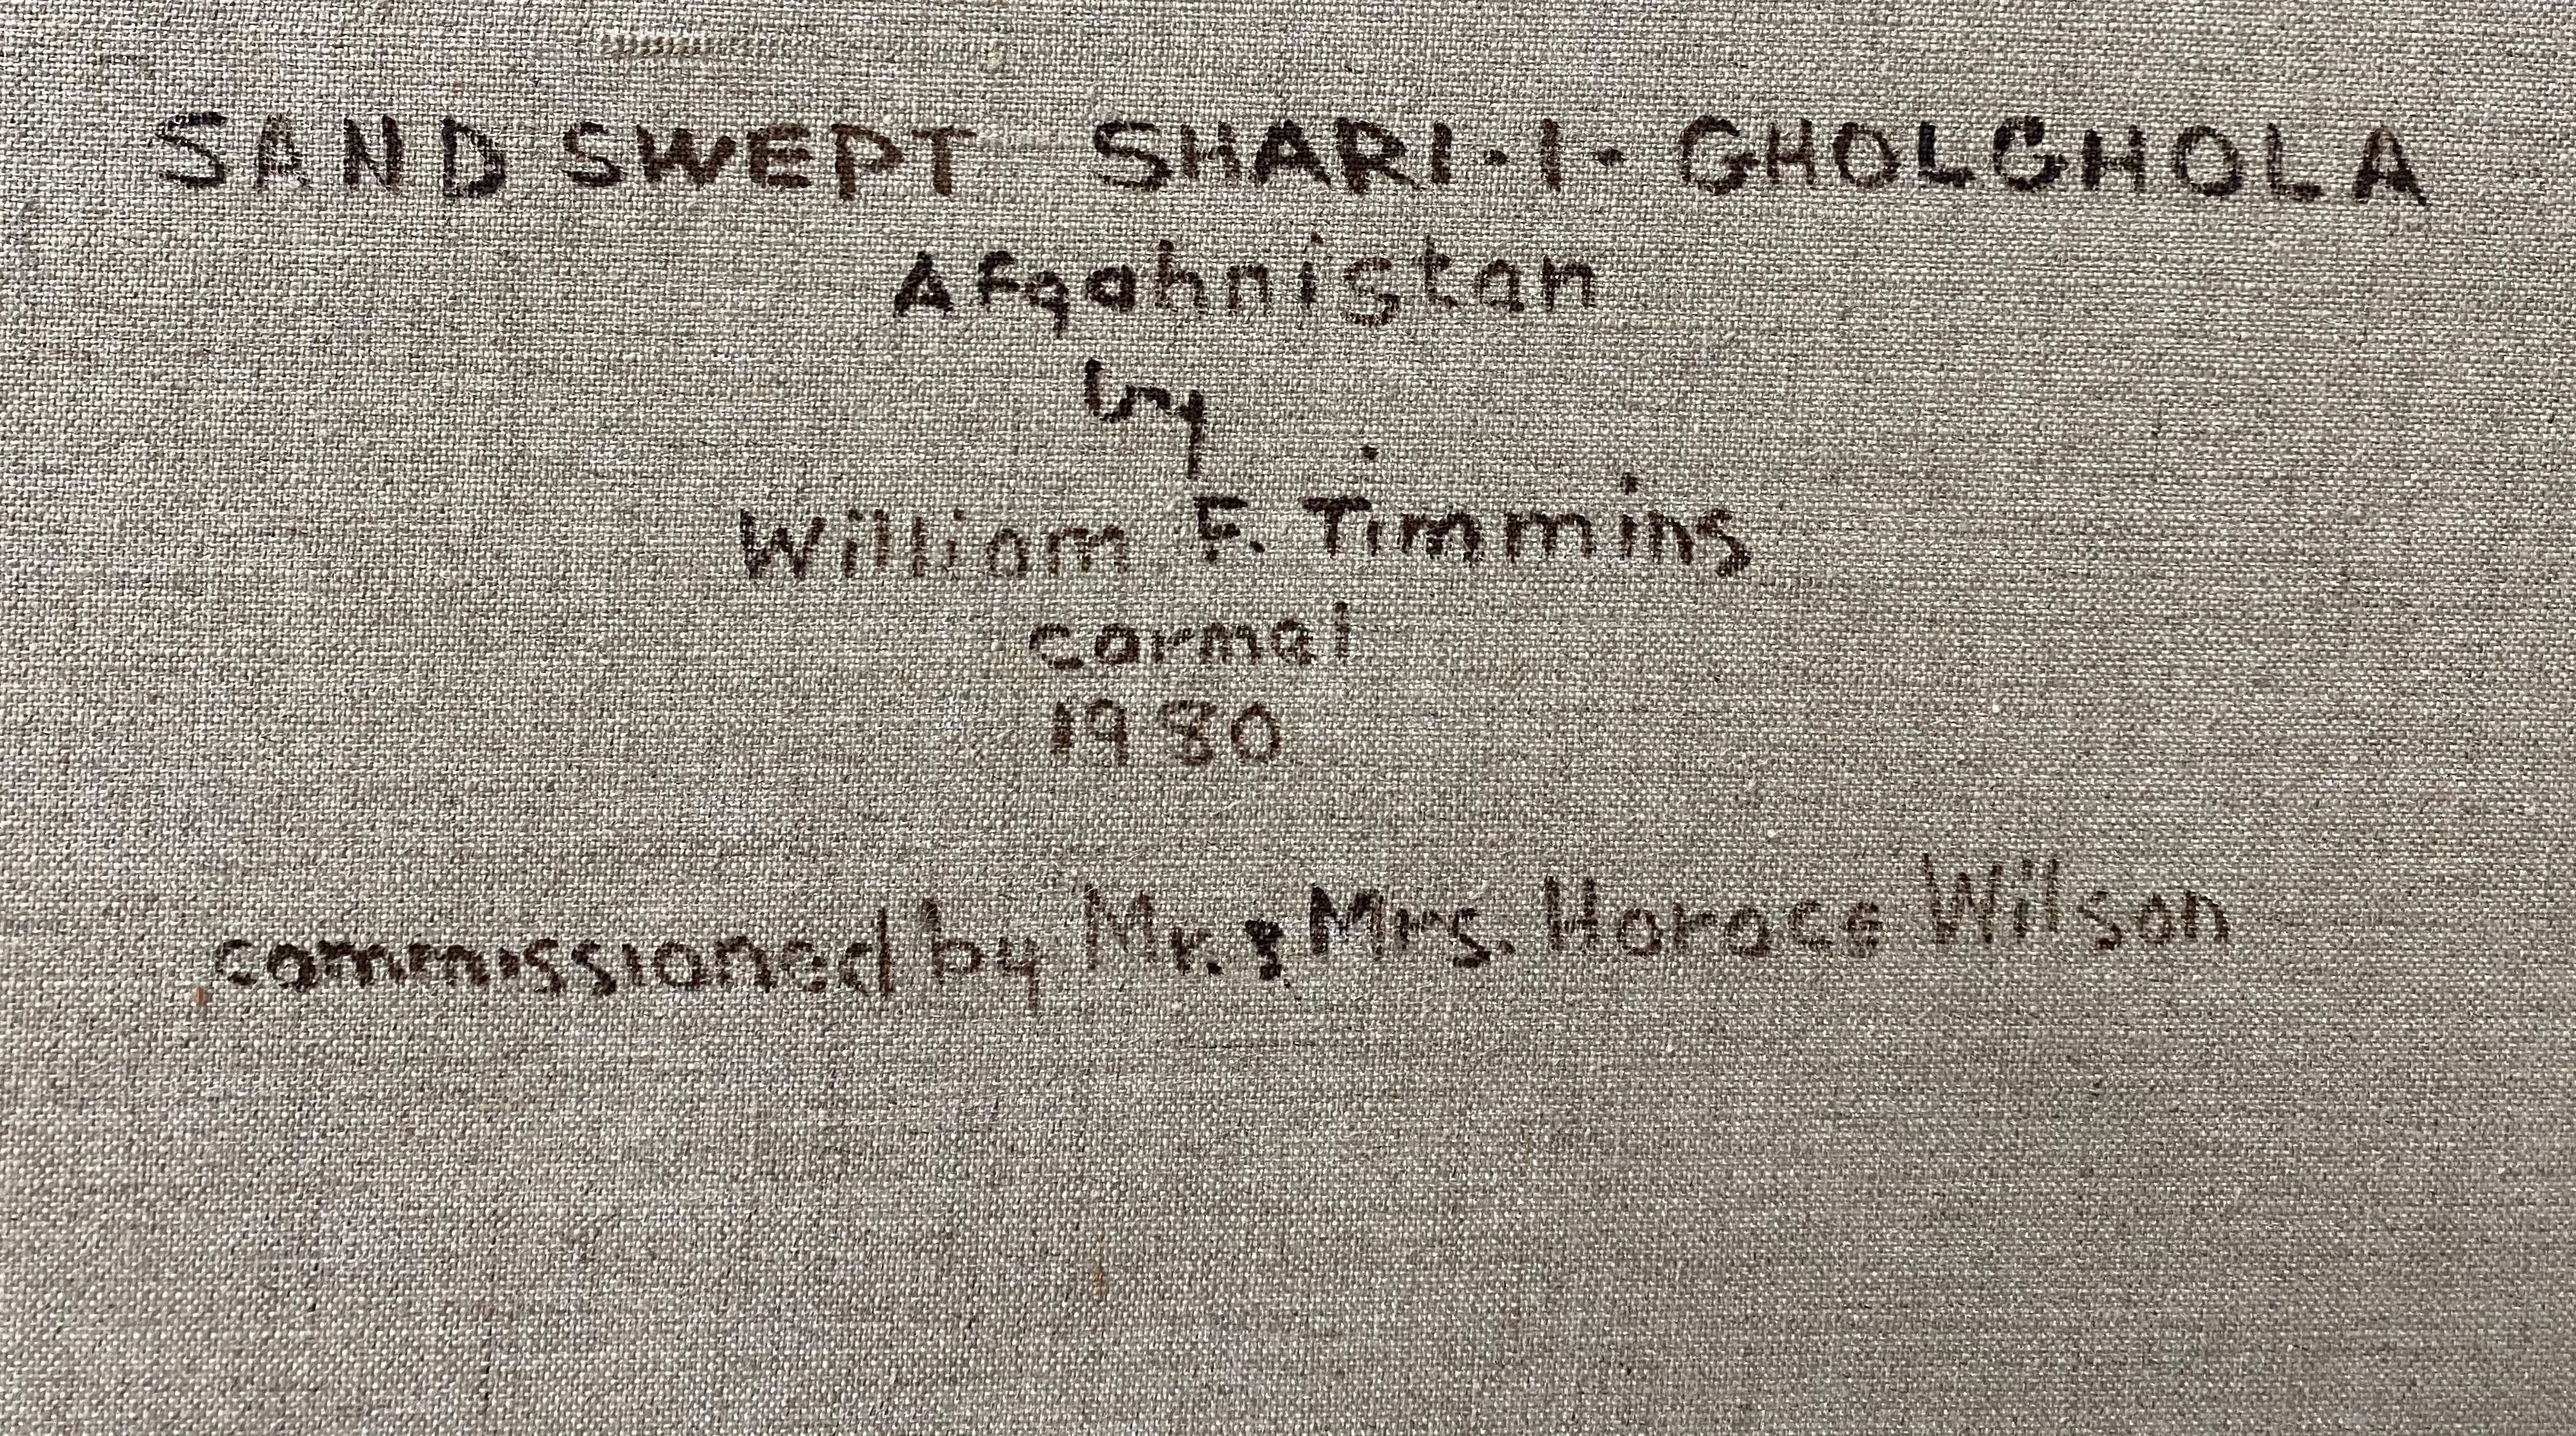 SAND SWEPT SHARI-I-GHOLGHOLA
Afgahnistan
by
William F. Timmins
carmel
1980
commissioned by Mr. & Mrs. Horace Wilson